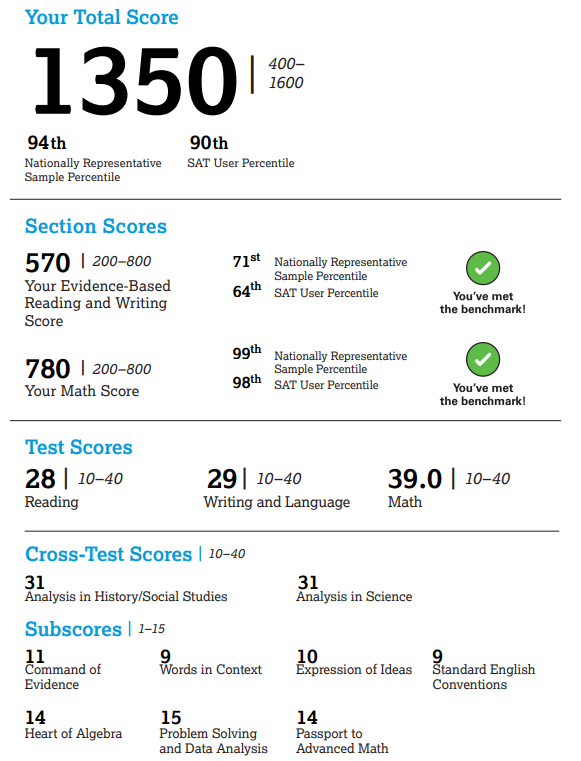 Your Total Score
1350 | 400–
1600
94th
90th
Nationally Representative
Sample Percentile
SAT User Percentile
Section Scores
570 | 200–800
Your Evidence-Based
Reading and Writing
Score
71st Nationally Representative
Sample Percentile
64th SAT User Percentile
You've met
the benchmark!
780 | 200–800
Your Math Score
99th Nationally Representative
Sample Percentile
98th SAT User Percentile
You've met
the benchmark!
Test Scores
28 | 10–40
Reading
29 | 10–40
Writing and Language
39.0 | 10–40
Math
Cross-Test Scores | 10–40
31
Analysis in History/Social Studies
31
Analysis in Science
Subscores | 1–15
11
Command of
Evidence
9
Words in Context
10
Expression of Ideas
9
Standard English
Conventions
14
Heart of Algebra
15
Problem Solving
and Data Analysis
14
Passport to
Advanced Math